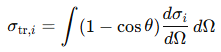 σ_{tr,i} = ∫(1 − cos θ) dσ_i/dΩ dΩ